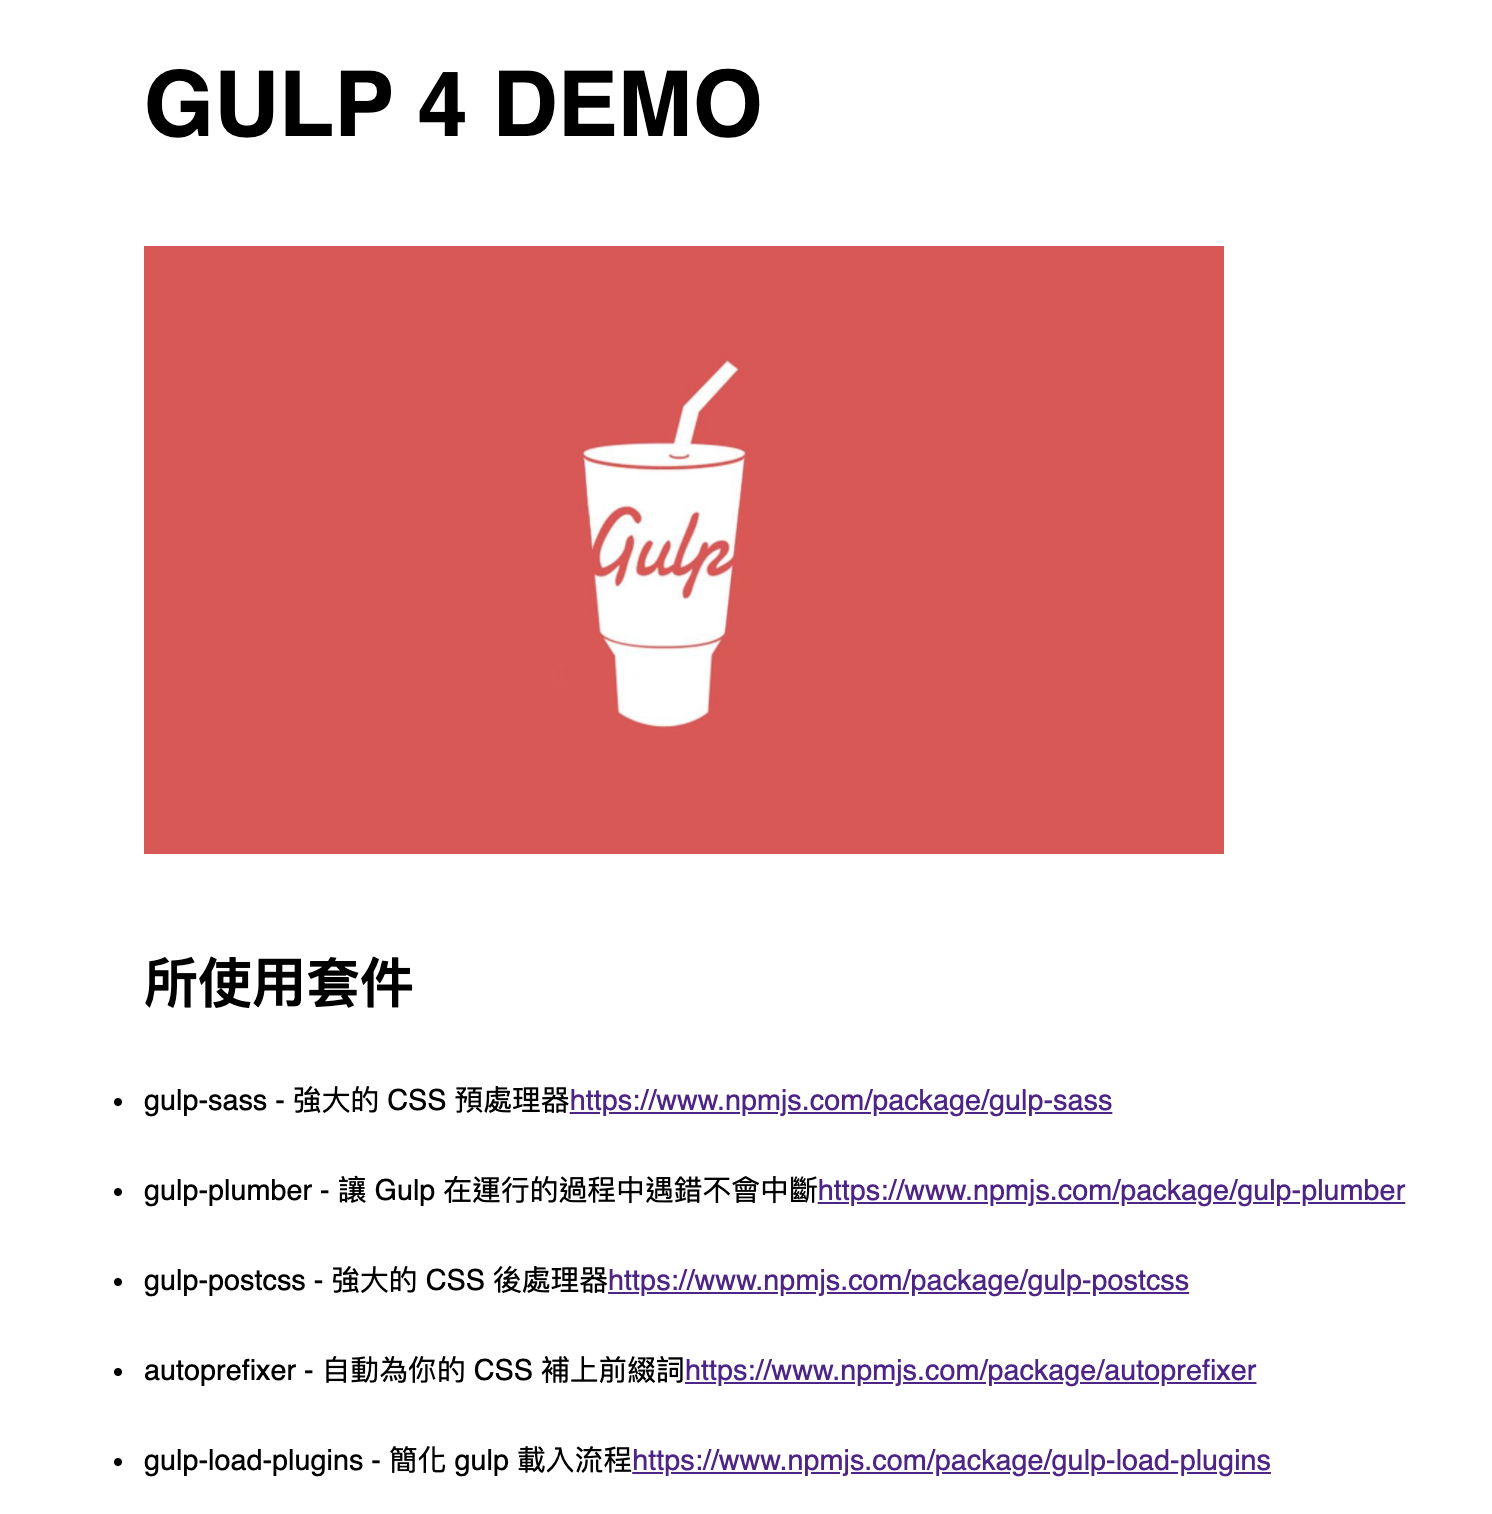 GULP 4 DEMO
Gulp
所使用套件
gulp-sass - 強大的 CSS 預處理器https://www.npmjs.com/package/gulp-sass
gulp-plumber - 讓 Gulp 在運行的過程中遇錯不會中斷https://www.npmjs.com/package/gulp-plumber
gulp-postcss - 強大的 CSS 後處理器https://www.npmjs.com/package/gulp-postcss
autoprefixer - 自動為你的 CSS 補上前綴詞https://www.npmjs.com/package/autoprefixer
gulp-load-plugins - 簡化 gulp 載入流程https://www.npmjs.com/package/gulp-load-plugins